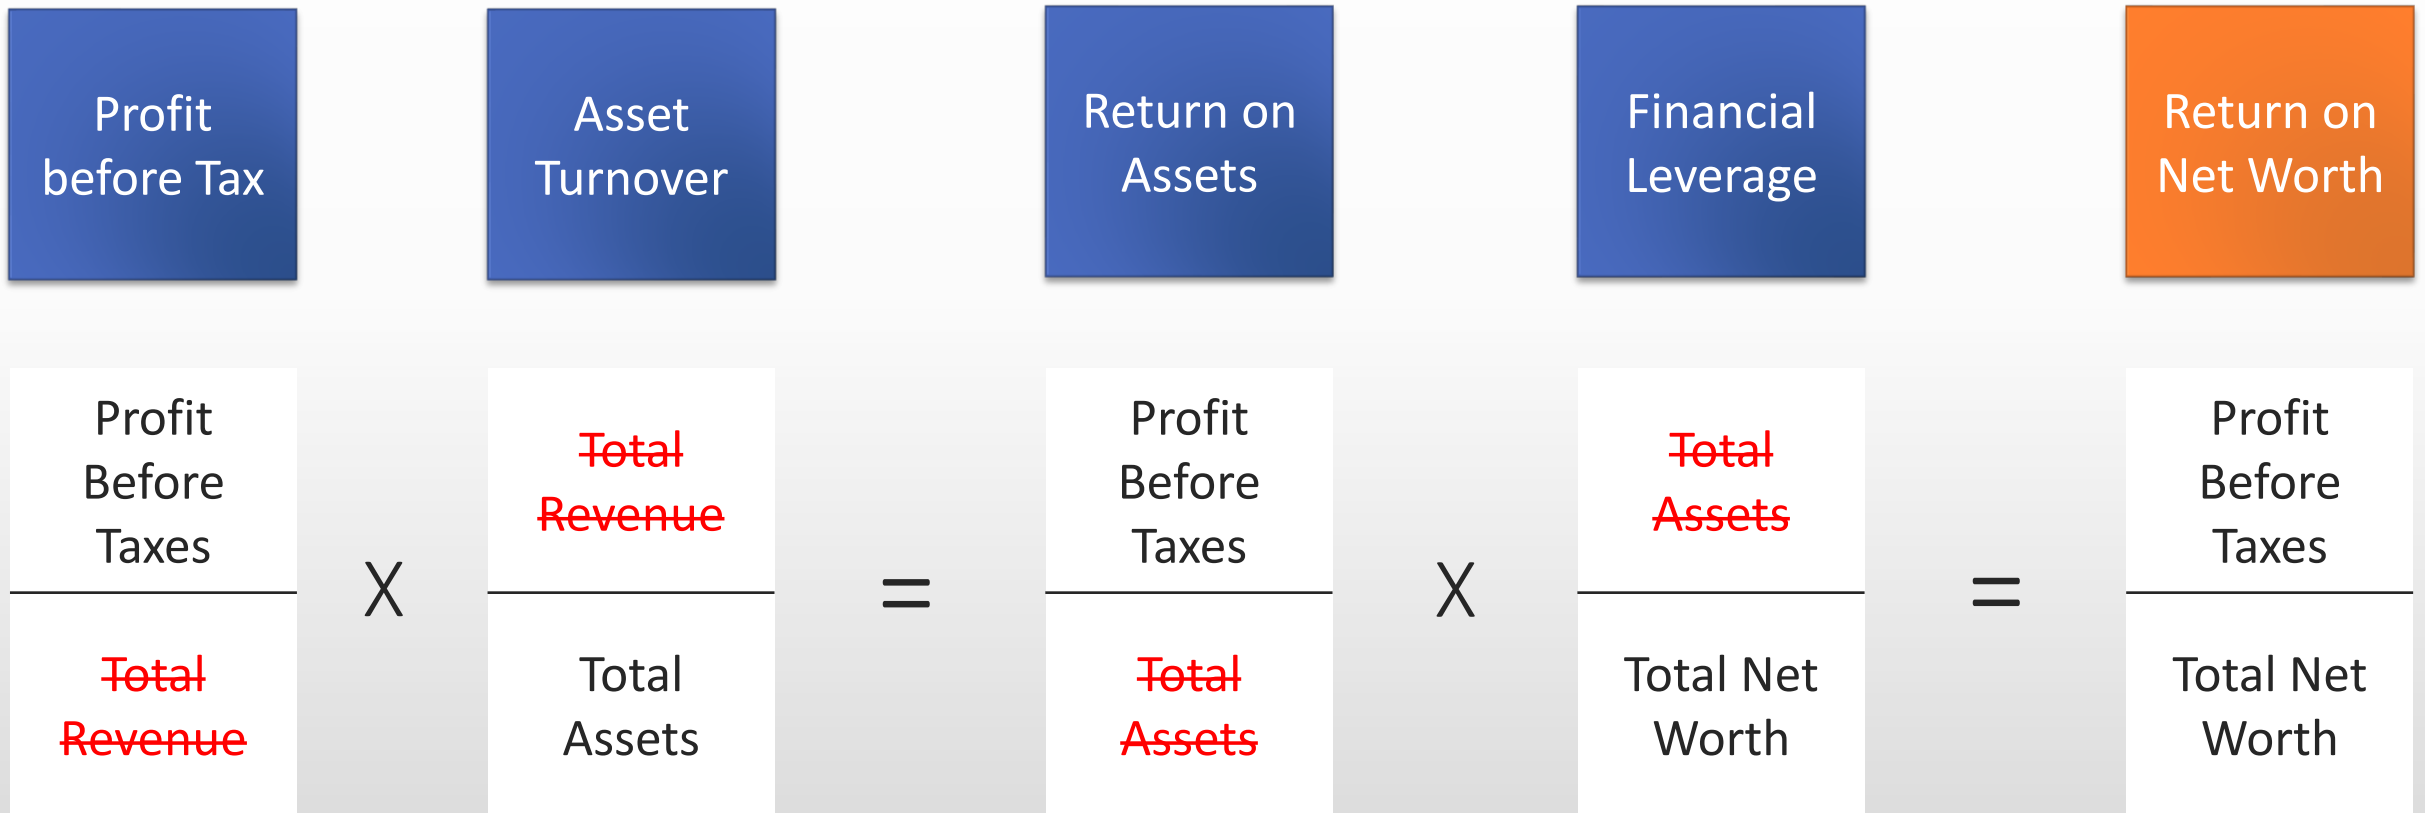 Profit
before Tax
Asset
Turnover
Return on
Assets
Financial
Leverage
Return on
Net Worth
Profit
Before
Taxes
Total
Revenue
X
Total
Revenue
Total
Assets
=
Profit
Before
Taxes
Total
Assets
X
Total
Assets
Total Net
Worth
=
Profit
Before
Taxes
Total Net
Worth